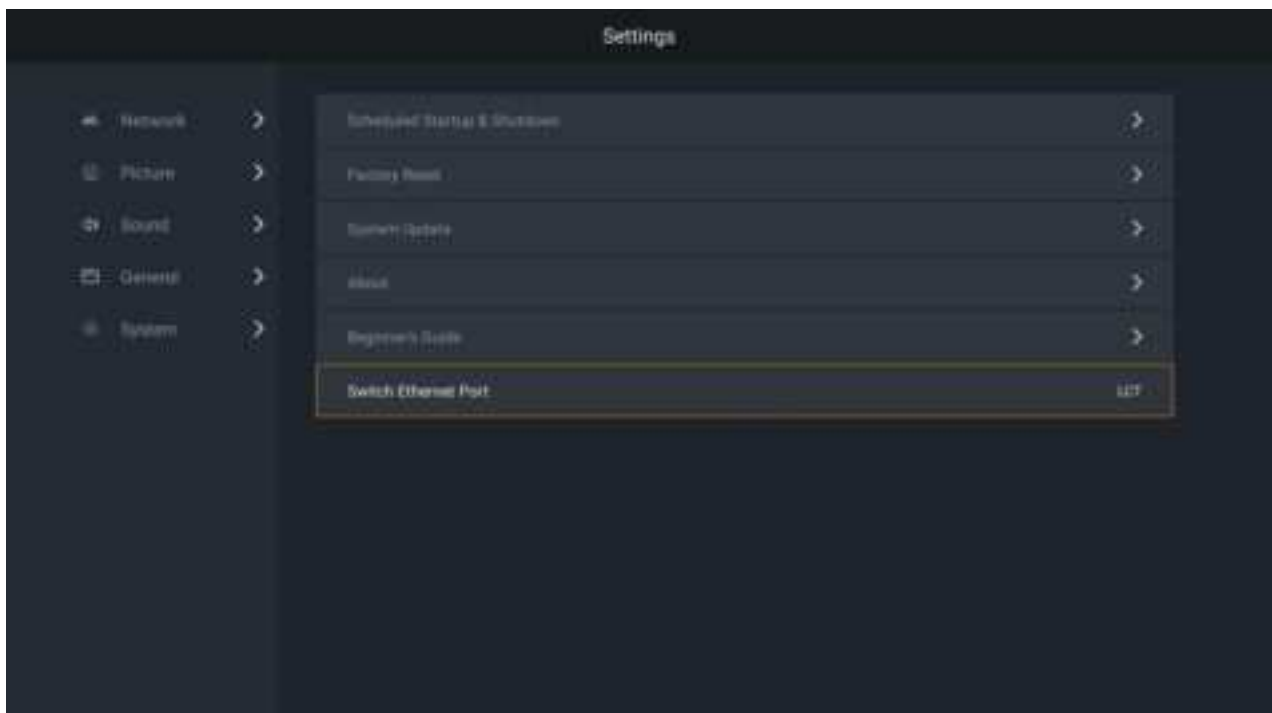 Settings
Network
Picture
Sound
General
System
Scheduled Startup & Shutdown
Factory Reset
System Update
About
Beginner's Guide
Switch Ethernet Port
LCT